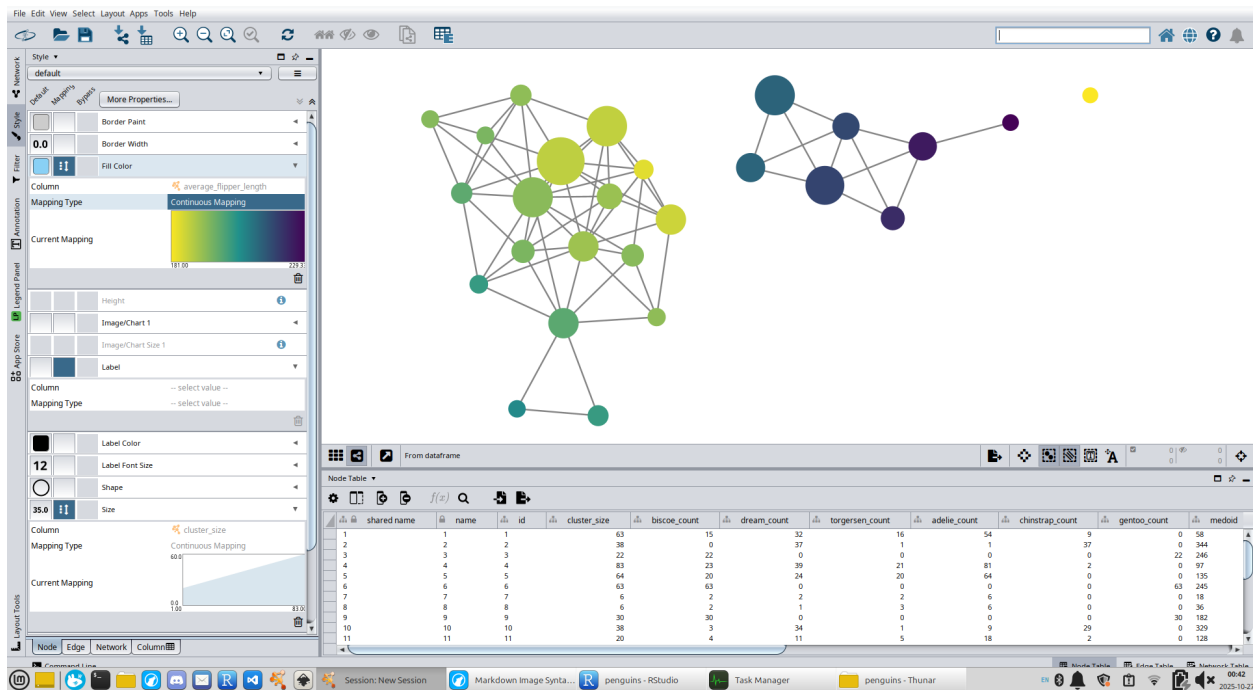 File Edit View Select Layout Apps Tools Help
Style
default
Default Mapping Bypass
More Properties...
Border Paint
0.0 Border Width
Fill Color
Column average_flipper_length
Mapping Type Continuous Mapping
Current Mapping
181.00
Height
Image/Chart 1
Image/Chart Size 1
Label
Column -- select value --
Mapping Type -- select value --
Label Color
12 Label Font Size
Shape
35.0 Size
Column cluster_size
Mapping Type Continuous Mapping
60.0
Current Mapping
0.0
1.00 83.00
Node Edge Network Column
Command Line
Network
Style
Filter
Annotation
Legend Panel
LP
App Store
Layout Tools
From dataframe
0 0
0 0
Node Table
f(x)
shared name name id cluster_size biscoe_count dream_count torgersen_count adelie_count chinstrap_count gentoo_count medoid
1 1 1 63 15 32 16 54 9 0 58
2 2 2 38 0 37 1 1 37 0 344
3 3 3 22 22 0 0 0 0 22 246
4 4 4 83 23 39 21 81 2 0 97
5 5 5 64 20 24 20 64 0 0 135
6 6 6 63 63 0 0 0 0 63 245
7 7 7 6 2 2 2 6 0 0 18
8 8 8 6 2 1 3 6 0 0 36
9 9 9 30 30 0 0 0 0 30 182
10 10 10 38 3 34 1 9 29 0 329
11 11 11 20 4 11 5 18 2 0 128
Node Table Edge Table Network Table
Session: New Session
Markdown Image Synta...
penguins - RStudio
Task Manager
penguins - Thunar
EN
00:42